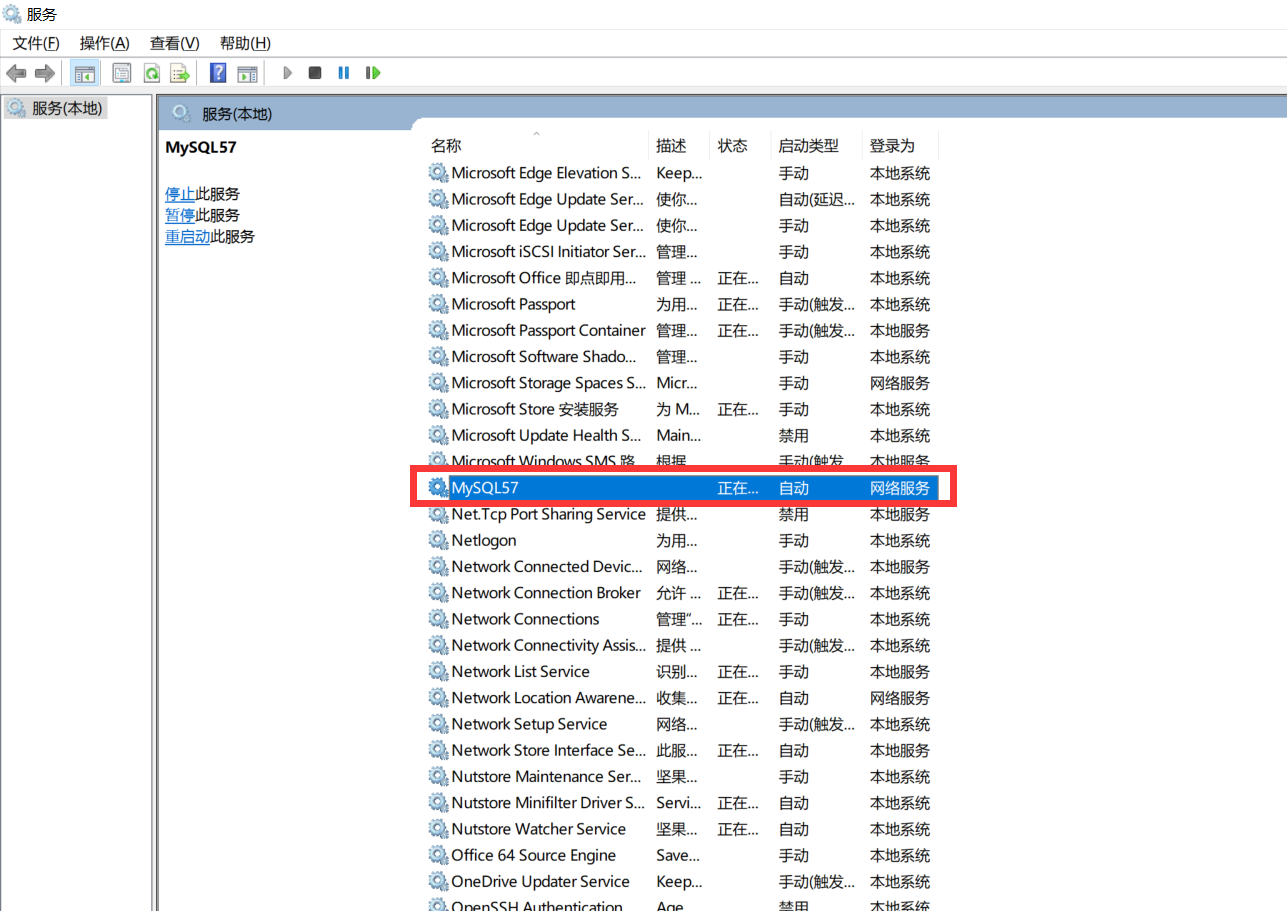 服务
文件(F) 操作(A) 查看(V) 帮助(H)
服务(本地)
服务(本地)
MySQL57
停止此服务
暂停此服务
重启动此服务
名称 描述 状态 启动类型 登录为
Microsoft Edge Elevation S... Keep... 手动 本地系统
Microsoft Edge Update Ser... 使你... 自动(延迟... 本地系统
Microsoft Edge Update Ser... 使你... 手动 本地系统
Microsoft iSCSI Initiator Ser... 管理... 手动 本地系统
Microsoft Office 即点即用... 管理 ... 正在... 自动 本地系统
Microsoft Passport 为用... 正在... 手动(触发... 本地系统
Microsoft Passport Container 管理... 正在... 手动(触发... 本地服务
Microsoft Software Shado... 管理... 手动 本地系统
Microsoft Storage Spaces S... Micr... 手动 网络服务
Microsoft Store 安装服务 为 M... 正在... 手动 本地系统
Microsoft Update Health S... Main... 禁用 本地系统
Microsoft Windows SMS 路 根据 手动(触发 本地服务
MySQL57 正在... 自动 网络服务
Net.Tcp Port Sharing Service 提供... 禁用 本地服务
Netlogon 为用... 手动 本地系统
Network Connected Devic... 网络... 手动(触发... 本地服务
Network Connection Broker 允许 ... 正在... 手动(触发... 本地系统
Network Connections 管理“... 正在... 手动 本地系统
Network Connectivity Assis... 提供 ... 手动(触发... 本地系统
Network List Service 识别... 正在... 手动 本地服务
Network Location Awarene... 收集... 正在... 自动 网络服务
Network Setup Service 网络... 手动(触发... 本地系统
Network Store Interface Se... 此服... 正在... 自动 本地服务
Nutstore Maintenance Ser... 坚果... 手动 本地系统
Nutstore Minifilter Driver S... Servi... 正在... 自动 本地系统
Nutstore Watcher Service 坚果... 正在... 自动 本地系统
Office 64 Source Engine Save... 手动 本地系统
OneDrive Updater Service Keep... 手动(触发... 本地系统
OpenSSH Authentication Age 禁用 本地系统